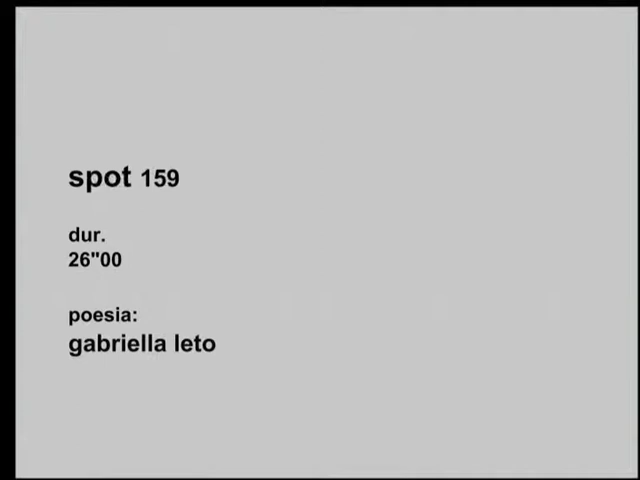 spot 159
dur.
26"00
poesia:
gabriella leto